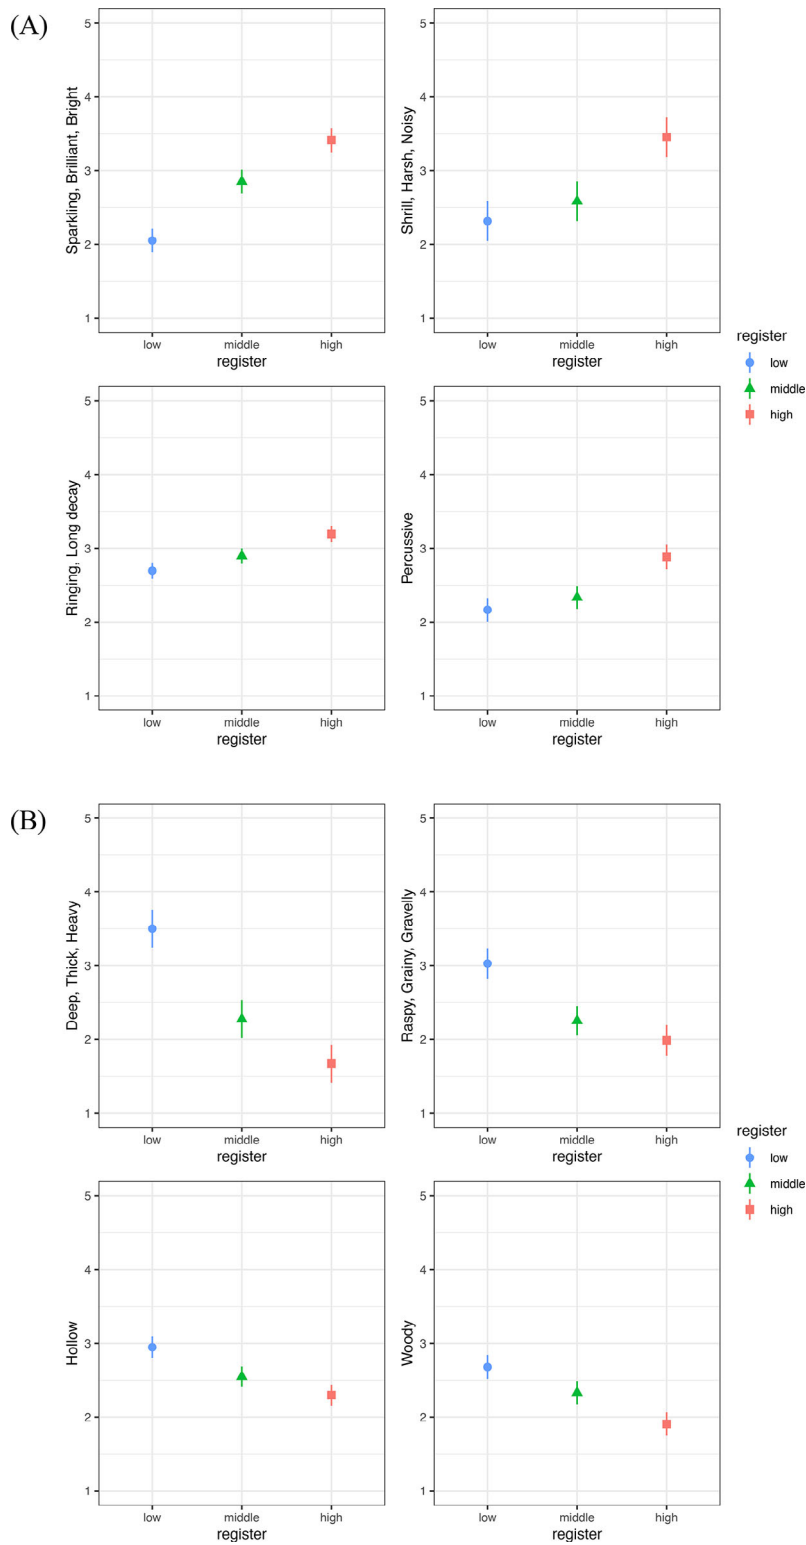 (A)
Sparkling, Brilliant, Bright
5
4
3
2
1
low
middle
high
register
Shrill, Harsh, Noisy
5
4
3
2
1
low
middle
high
register
register
low
middle
high
Ringing, Long decay
5
4
3
2
1
low
middle
high
register
Percussive
5
4
3
2
1
low
middle
high
register
(B)
Deep, Thick, Heavy
5
4
3
2
1
low
middle
high
register
Raspy, Grainy, Gravelly
5
4
3
2
1
low
middle
high
register
register
low
middle
high
Hollow
5
4
3
2
1
low
middle
high
register
Woody
5
4
3
2
1
low
middle
high
register